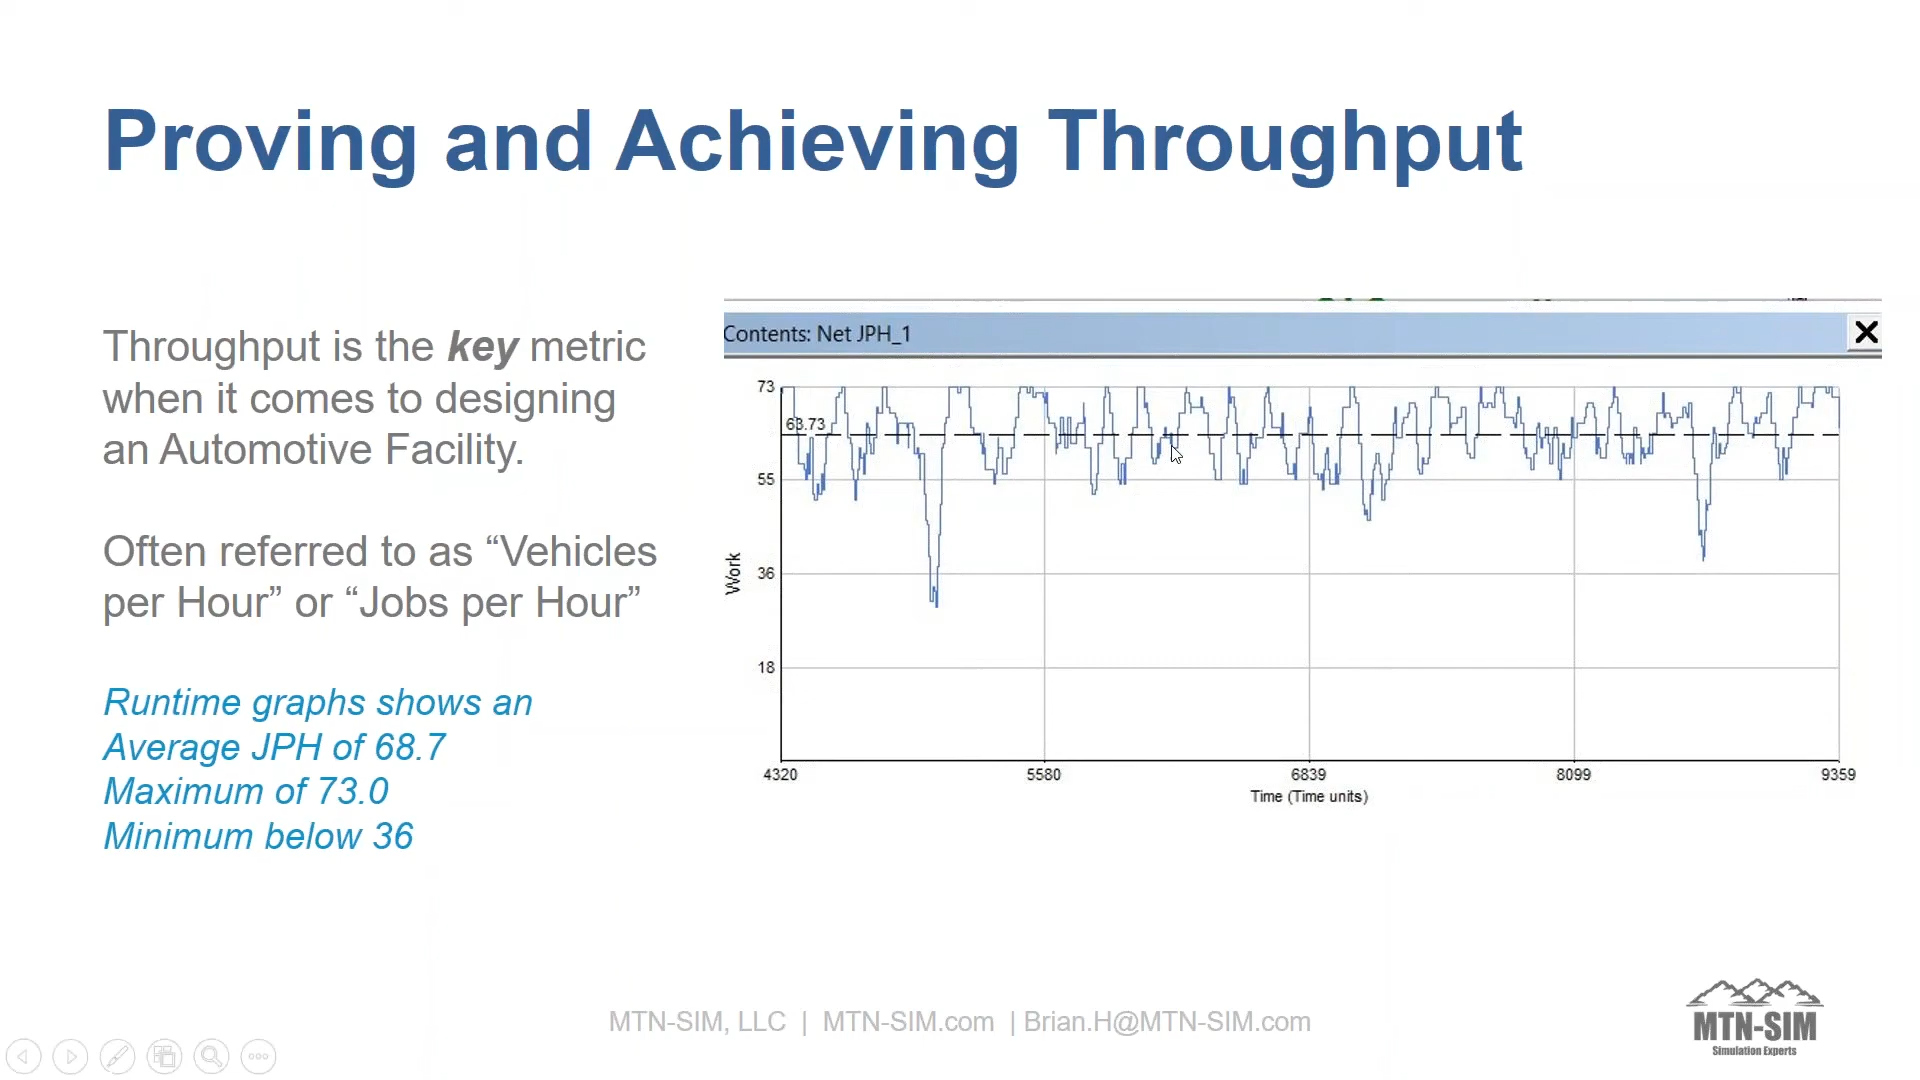 Proving and Achieving Throughput
Throughput is the key metric
when it comes to designing
an Automotive Facility.
Often referred to as “Vehicles
per Hour” or “Jobs per Hour”
Runtime graphs shows an
Average JPH of 68.7
Maximum of 73.0
Minimum below 36
Contents: Net JPH_1
73
63.73
55
36
18
Work
4320
5580
6839
8099
9359
Time (Time units)
MTN-SIM, LLC | MTN-SIM.com | Brian.H@MTN-SIM.com
MTN-SIM
Simulation Experts